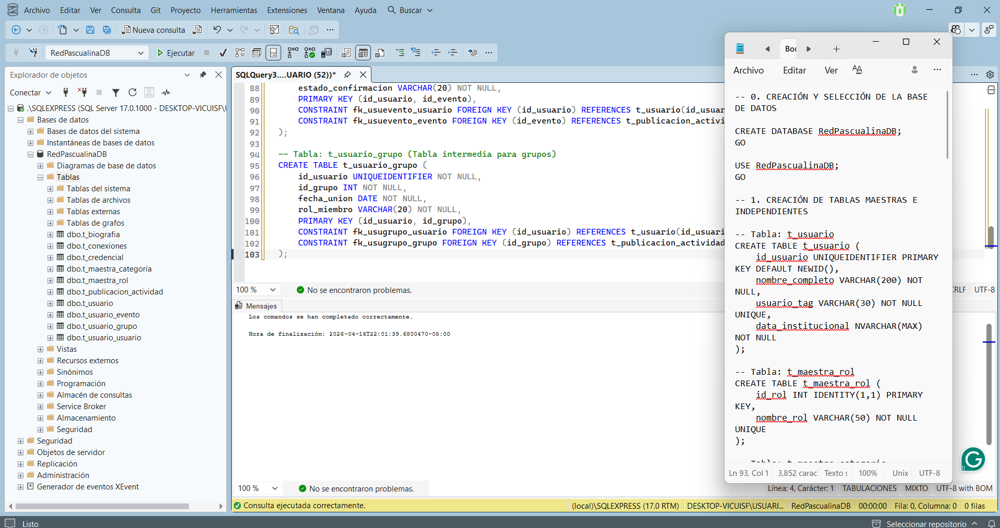 Archivo Editar Ver Consulta Git Proyecto Herramientas Extensiones Ventana Ayuda Buscar
Nueva consulta
RedPascualinaDB Ejecutar
Explorador de objetos
Conectar
.\SQLEXPRESS (SQL Server 17.0.1000 - DESKTOP-VICUISF\U
Bases de datos
Bases de datos del sistema
Instantáneas de bases de datos
RedPascualinaDB
Diagramas de base de datos
Tablas
Tablas del sistema
Tablas de archivos
Tablas externas
Tablas de grafos
dbo.t_biografia
dbo.t_conexiones
dbo.t_credencial
dbo.t_maestra_categoria
dbo.t_maestra_rol
dbo.t_publicacion_actividad
dbo.t_usuario
dbo.t_usuario_evento
dbo.t_usuario_grupo
dbo.t_usuario_usuario
Vistas
Recursos externos
Sinónimos
Programación
Almacén de consultas
Service Broker
Almacenamiento
Seguridad
Seguridad
Objetos de servidor
Replicación
Administración
Generador de eventos XEvent
SQLQuery3....UARIO (52))*
88 estado_confirmacion VARCHAR(20) NOT NULL,
89 PRIMARY KEY (id_usuario, id_evento),
90 CONSTRAINT fk_usuevento_usuario FOREIGN KEY (id_usuario) REFERENCES t_usuario(id_usuar
91 CONSTRAINT fk_usuevento_evento FOREIGN KEY (id_evento) REFERENCES t_publicacion_activi
92 );
93
94 -- Tabla: t_usuario_grupo (Tabla intermedia para grupos)
95 CREATE TABLE t_usuario_grupo (
96 id_usuario UNIQUEIDENTIFIER NOT NULL,
97 id_grupo INT NOT NULL,
98 fecha_union DATE NOT NULL,
99 rol_miembro VARCHAR(20) NOT NULL,
100 PRIMARY KEY (id_usuario, id_grupo),
101 CONSTRAINT fk_usugrupo_usuario FOREIGN KEY (id_usuario) REFERENCES t_usuario(id_usuari
102 CONSTRAINT fk_usugrupo_grupo FOREIGN KEY (id_grupo) REFERENCES t_publicacion_actividad
103 );
100 % No se encontraron problemas. CRLF UTF-8
Mensajes
Los comandos se han completado correctamente.
Hora de finalización: 2026-04-16T22:01:39.6800470-05:00
100 % No se encontraron problemas. Línea: 4, Carácter: 1 TABULACIONES MIXTO UTF-8 with BOM
Consulta ejecutada correctamente. (local)\SQLEXPRESS (17.0 RTM) DESKTOP-VICUISF\USUARI... RedPascualinaDB 00:00:00 Fila: 0, Columna: 0 0 filas
Listo Seleccionar repositorio
Bor
Archivo Editar Ver
-- 0. CREACIÓN Y SELECCIÓN DE LA BASE
DE DATOS
CREATE DATABASE RedPascualinaDB;
GO
USE RedPascualinaDB;
GO
-- 1. CREACIÓN DE TABLAS MAESTRAS E
INDEPENDIENTES
-- Tabla: t_usuario
CREATE TABLE t_usuario (
id_usuario UNIQUEIDENTIFIER PRIMARY
KEY DEFAULT NEWID(),
nombre_completo VARCHAR(200) NOT
NULL,
usuario_tag VARCHAR(30) NOT NULL
UNIQUE,
data_institucional NVARCHAR(MAX)
NOT NULL
);
-- Tabla: t_maestra_rol
CREATE TABLE t_maestra_rol (
id_rol INT IDENTITY(1,1) PRIMARY
KEY,
nombre_rol VARCHAR(50) NOT NULL
UNIQUE
);
-- Tabla: t_maestra_categoria
Ln 93, Col 1 3,852 carac Texto s 100% Unix UTF-8